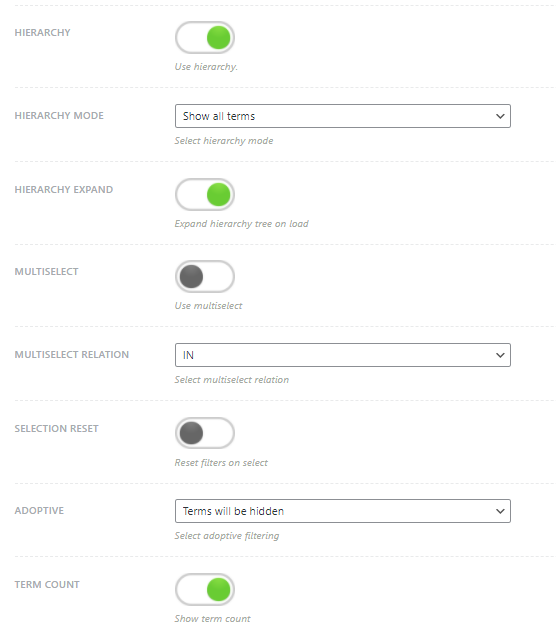 HIERARCHY
Use hierarchy.
HIERARCHY MODE
Show all terms
Select hierarchy mode
HIERARCHY EXPAND
Expand hierarchy tree on load
MULTISELECT
Use multiselect
MULTISELECT RELATION
IN
Select multiselect relation
SELECTION RESET
Reset filters on select
ADOPTIVE
Terms will be hidden
Select adoptive filtering
TERM COUNT
Show term count